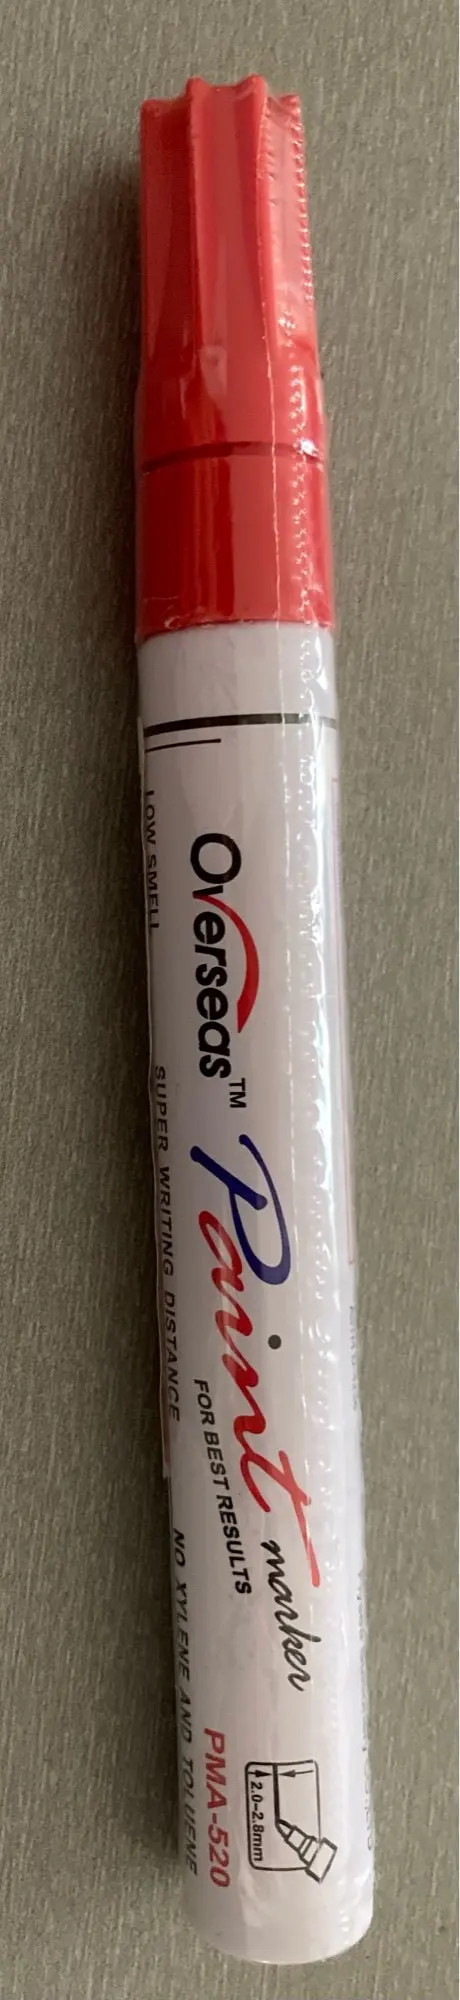 Overseas™ Paint marker
FOR BEST RESULTS
PMA-520
2.0-2.8mm
LOW SMELL
SUPER WRITING DISTANCE
NO XYLENE AND TOLUENE